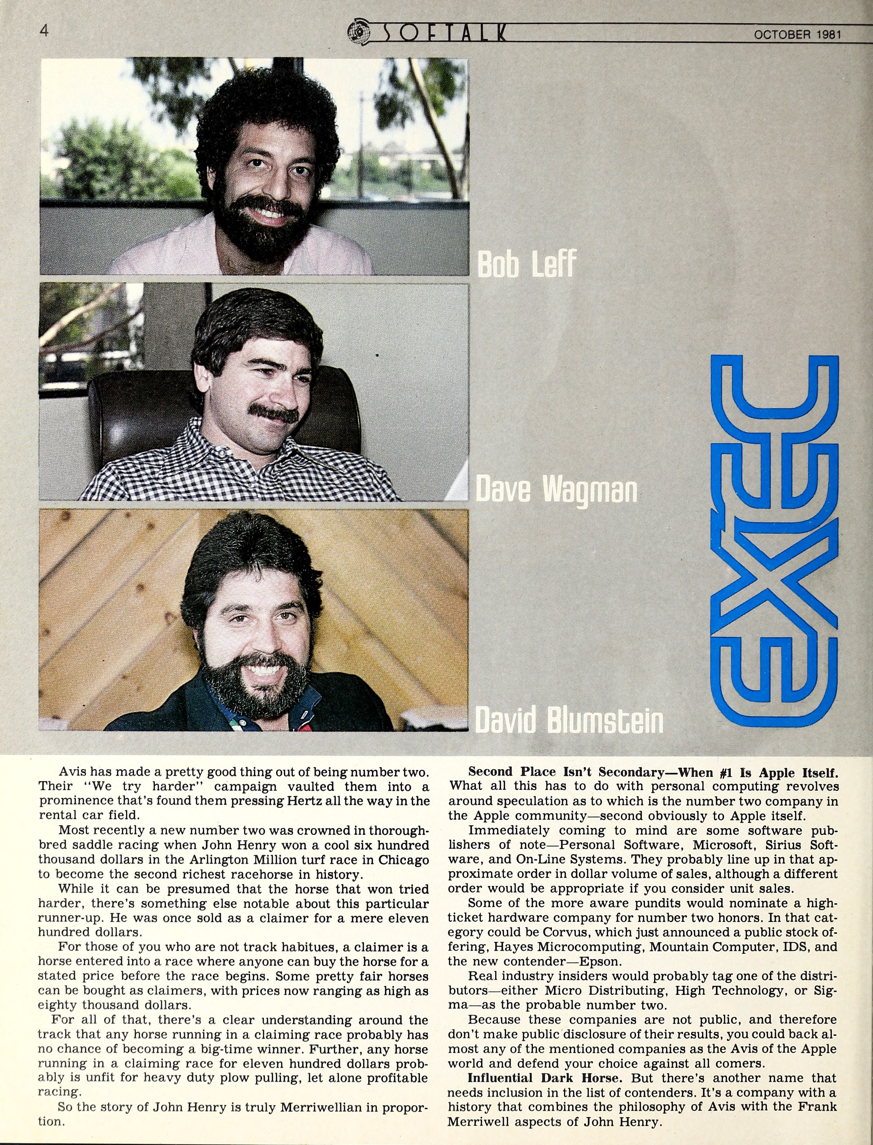 4
SOFTALK
OCTOBER 1981
Bob Leff
Dave Wagman
David Blumstein
EXEC
Avis has made a pretty good thing out of being number two.
Their "We try harder" campaign vaulted them into a
prominence that's found them pressing Hertz all the way in the
rental car field.
Most recently a new number two was crowned in thorough-
bred saddle racing when John Henry won a cool six hundred
thousand dollars in the Arlington Million turf race in Chicago
to become the second richest racehorse in history.
While it can be presumed that the horse that won tried
harder, there's something else notable about this particular
runner-up. He was once sold as a claimer for a mere eleven
hundred dollars.
For those of you who are not track habitues, a claimer is a
horse entered into a race where anyone can buy the horse for a
stated price before the race begins. Some pretty fair horses
can be bought as claimers, with prices now ranging as high as
eighty thousand dollars.
For all of that, there's a clear understanding around the
track that any horse running in a claiming race probably has
no chance of becoming a big-time winner. Further, any horse
running in a claiming race for eleven hundred dollars prob-
ably is unfit for heavy duty plow pulling, let alone profitable
racing.
So the story of John Henry is truly Merriwellian in propor-
tion.
Second Place Isn't Secondary—When #1 Is Apple Itself.
What all this has to do with personal computing revolves
around speculation as to which is the number two company in
the Apple community—second obviously to Apple itself.
Immediately coming to mind are some software pub-
lishers of note—Personal Software, Microsoft, Sirius Soft-
ware, and On-Line Systems. They probably line up in that ap-
proximate order in dollar volume of sales, although a different
order would be appropriate if you consider unit sales.
Some of the more aware pundits would nominate a high-
ticket hardware company for number two honors. In that cat-
egory could be Corvus, which just announced a public stock of-
fering, Hayes Microcomputing, Mountain Computer, IDS, and
the new contender—Epson.
Real industry insiders would probably tag one of the distri-
butors—either Micro Distributing, High Technology, or Sig-
ma—as the probable number two.
Because these companies are not public, and therefore
don't make public disclosure of their results, you could back al-
most any of the mentioned companies as the Avis of the Apple
world and defend your choice against all comers.
Influential Dark Horse. But there's another name that
needs inclusion in the list of contenders. It's a company with a
history that combines the philosophy of Avis with the Frank
Merriwell aspects of John Henry.